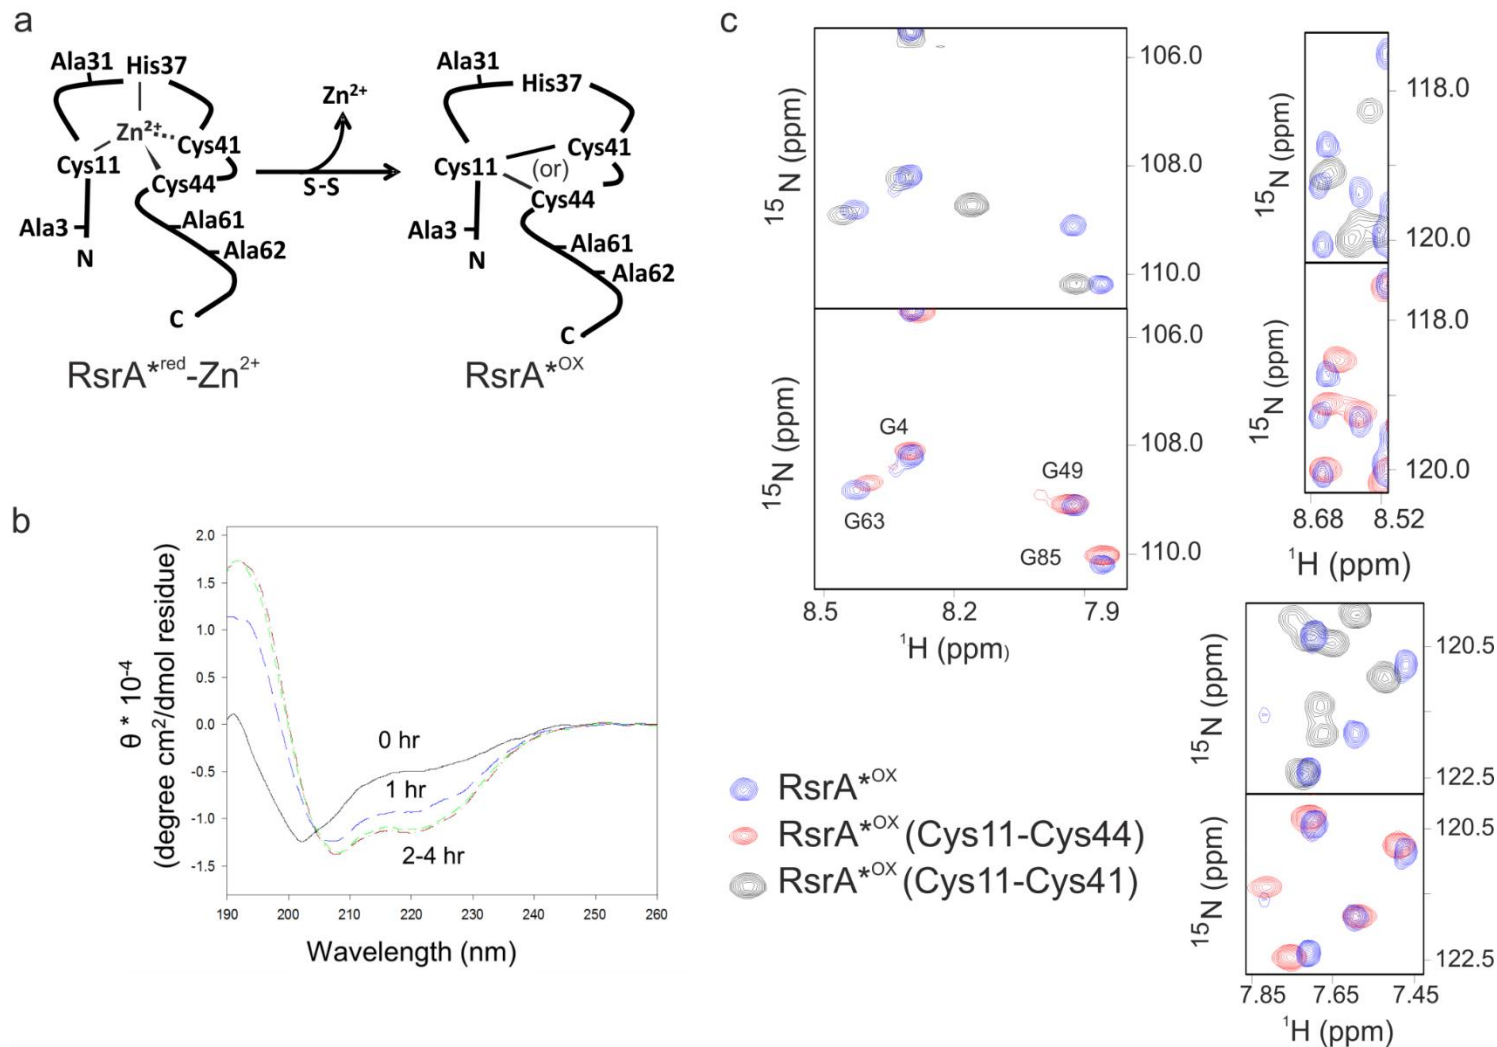 a
Ala31
His37
Zn2+
Cys11
Cys41
Cys44
Ala3
N
Ala61
Ala62
C
RsrA*red-Zn2+
Zn2+
S-S
Ala31
His37
Cys11
Cys41
(or)
Cys44
Ala3
N
Ala61
Ala62
C
RsrA*OX
b
θ * 10-4
(degree cm2/dmol residue)
2.0
1.5
1.0
0.5
0.0
-0.5
-1.0
-1.5
0 hr
1 hr
2-4 hr
190 200 210 220 230 240 250 260
Wavelength (nm)
c
15N (ppm)
106.0
108.0
110.0
15N (ppm)
106.0
108.0
110.0
G4
G63
G49
G85
8.5 8.2 7.9
1H (ppm)
15N (ppm)
118.0
120.0
15N (ppm)
118.0
120.0
8.68 8.52
1H (ppm)
15N (ppm)
120.5
122.5
15N (ppm)
120.5
122.5
7.85 7.65 7.45
1H (ppm)
RsrA*OX
RsrA*OX (Cys11-Cys44)
RsrA*OX (Cys11-Cys41)